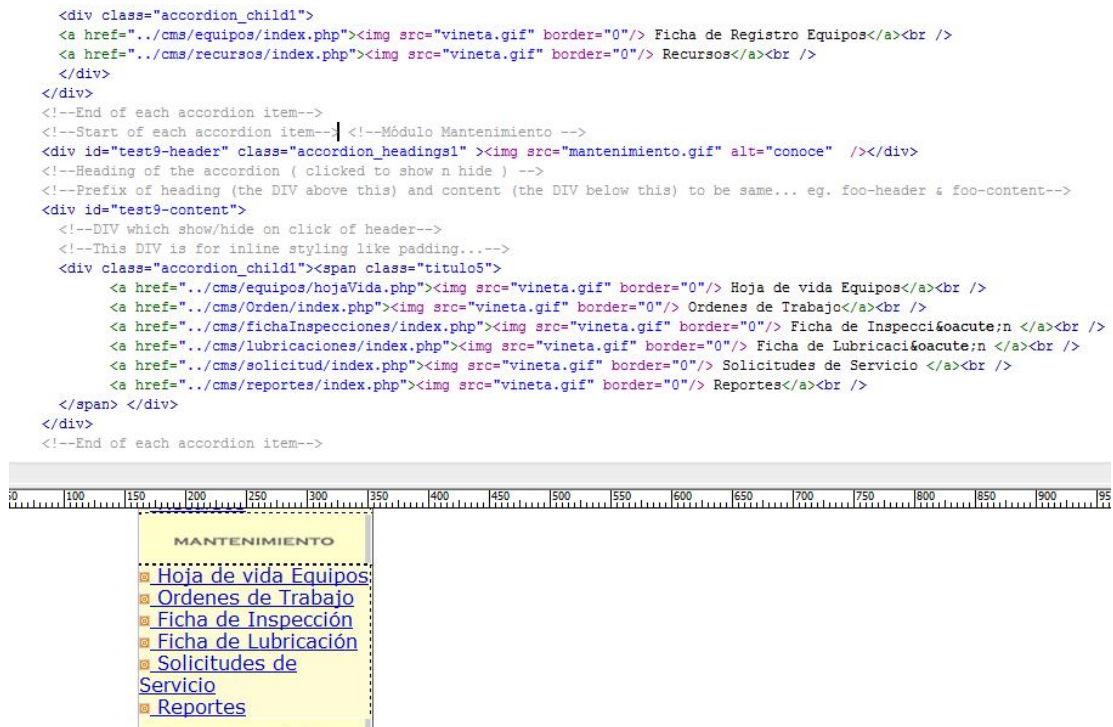 <div class="accordion_child1">
<a href="../cms/equipos/index.php"><img src="vineta.gif" border="0"/> Ficha de Registro Equipos</a><br />
<a href="../cms/recursos/index.php"><img src="vineta.gif" border="0"/> Recursos</a><br />
</div>
</div>
<!--End of each accordion item-->
<!--Start of each accordion item--> <!--Módulo Mantenimiento -->
<div id="test9-header" class="accordion_headings1" ><img src="mantenimiento.gif" alt="conoce"  /></div>
<!--Heading of the accordion ( clicked to show n hide ) -->
<!--Prefix of heading (the DIV above this) and content (the DIV below this) to be same... eg. foo-header & foo-content-->
<div id="test9-content">
<!--DIV which show/hide on click of header-->
<!--This DIV is for inline styling like padding...-->
<div class="accordion_child1"><span class="titulo5">
<a href="../cms/equipos/hojaVida.php"><img src="vineta.gif" border="0"/> Hoja de vida Equipos</a><br />
<a href="../cms/Orden/index.php"><img src="vineta.gif" border="0"/> Ordenes de Trabajo</a><br />
<a href="../cms/fichaInspecciones/index.php"><img src="vineta.gif" border="0"/> Ficha de Inspecci&oacute;n </a><br />
<a href="../cms/lubricaciones/index.php"><img src="vineta.gif" border="0"/> Ficha de Lubricaci&oacute;n </a><br />
<a href="../cms/solicitud/index.php"><img src="vineta.gif" border="0"/> Solicitudes de Servicio </a><br />
<a href="../cms/reportes/index.php"><img src="vineta.gif" border="0"/> Reportes</a><br />
</span> </div>
</div>
<!--End of each accordion item-->
100 150 200 250 300 350 400 450 500 550 600 650 700 750 800 850 900
MANTENIMIENTO
Hoja de vida Equipos
Ordenes de Trabajo
Ficha de Inspección
Ficha de Lubricación
Solicitudes de
Servicio
Reportes